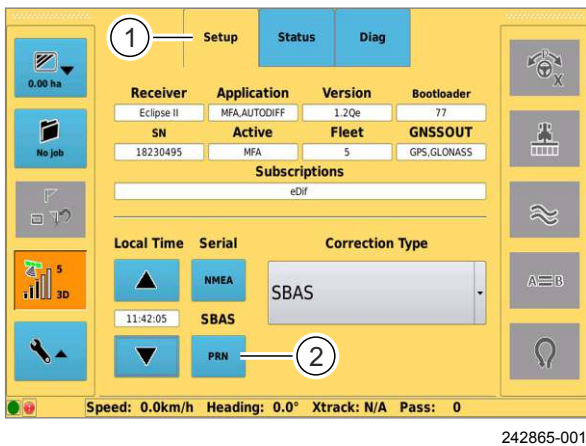 1
Setup Status Diag
0.00 ha
Receiver Application Version Bootloader
Eclipse II MFA,AUTODIFF 1.2Qe 77
SN Active Fleet GNSSOUT
18230495 MFA 5 GPS,GLONASS
No job
Subscriptions
eDif
Local Time Serial Correction Type
5
3D
NMEA
SBAS
11:42:05 SBAS
PRN
2
X
A B
Speed: 0.0km/h Heading: 0.0° Xtrack: N/A Pass: 0
242865-001